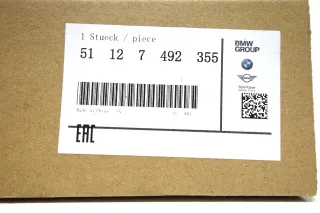 1 Stueck / piece
51 12 7 492 355
BMW
GROUP
EAC